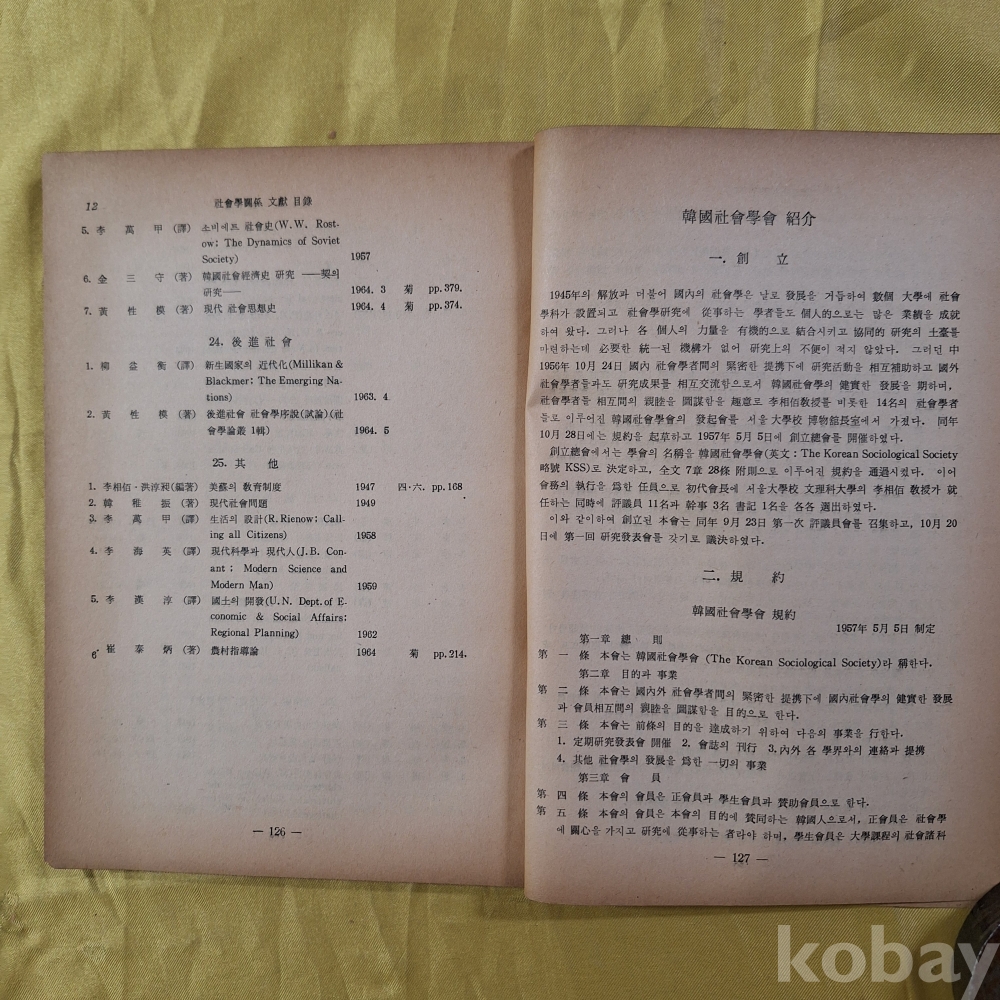 12 社會學關係 文獻 目錄
5. 李 萬 甲 (譯) 소비에트 社會史(W.W. Rost-
ow; The Dynamics of Soviet
Society) 1957
6. 金 三 守 (著) 韓國社會經濟史 硏究 ——契의
硏究—— 1964. 3 菊 pp.379.
7. 黃 性 模 (著) 現代 社會思想史 1964. 4 菊 pp.374.
24. 後 進 社 會
1. 柳 益 衡 (譯) 新生國家의 近代化(Millikan &
Blackmer; The Emerging Na-
tions) 1963. 4
2. 黃 性 模 (著) 後進社會 社會學序說(試論)(社
會學論叢 1輯) 1964. 5
25. 其 他
1. 李相佰·洪淳昶(編著) 美蘇의 敎育制度 1947 四·六. pp.168
2. 韓 稚 振 (著) 現代社會問題 1949
3. 李 萬 甲 (譯) 生活의 設計(R. Rienow; Call-
ing all Citizens) 1958
4. 李 海 英 (譯) 現代科學과 現代人(J.B. Con-
ant ; Modern Science and
Modern Man) 1959
5. 李 漢 淳 (譯) 國土의 開發(U.N. Dept. of E-
conomic & Social Affairs;
Regional Planning) 1962
6. 崔 泰 炳 (著) 農村指導論 1964 菊 pp.214.
— 126 —
韓國社會學會 紹介
一. 創 立
1945年의 解放과 더불어 國內의 社會學은 날로 發展을 거듭하여 數個 大學에 社會
學科가 設置되고 社會學硏究에 從事하는 學者들도 個人的으로는 많은 業績을 成就
하여 왔다. 그러나 各 個人의 力量을 有機的으로 結合시키고 協同的 硏究의 土臺를
마련하는데 必要한 統一된 機構가 없어 硏究上의 不便이 적지 않았다. 그러던 中
1956年 10月 24日 國內 社會學者間의 緊密한 提携下에 硏究活動을 相互補助하고 國外
社會學者들과도 硏究成果를 相互交流함으로서 韓國社會學의 健實한 發展을 期하며,
社會學者들 相互間의 親睦을 圖謀함을 趣意로 李相佰敎授를 비롯한 14名의 社會學者
들로 이루어진 韓國社會學會의 發起會를 서울大學校 博物館長室에서 가졌다. 同年
10月 28日에는 規約을 起草하고 1957年 5月 5日에 創立總會를 開催하였다.
創立總會에서는 學會의 名稱을 韓國社會學會(英文 : The Korean Sociological Society
略號 KSS)로 決定하고, 全文 7章 28條 附則으로 이루어진 規約을 通過시켰다. 이어
會務의 執行을 爲한 任員으로 初代會長에 서울大學校 文理科大學의 李相佰 敎授가 就
任하는 同時에 評議員 11名과 幹事 3名 書記 1名을 各各 選出하였다.
이와 같이하여 創立된 本會는 同年 9月 23日 第一次 評議員會를 召集하고, 10月 20
日에 第一回 硏究發表會를 갖기로 議決하였다.
二. 規 約
韓國社會學會 規約
1957年 5月 5日 制定
第一章 總 則
第 一 條 本會는 韓國社會學會 (The Korean Sociological Society)라 稱한다.
第二章 目的과 事業
第 二 條 本會는 國內外 社會學者間의 緊密한 提携下에 國內社會學의 健實한 發展
과 會員相互間의 親睦을 圖謀함을 目的으로 한다.
第 三 條 本會는 前條의 目的을 達成하기 위하여 다음의 事業을 行한다.
1. 定期硏究發表會 開催 2. 會誌의 刊行 3. 內外 各 學界와의 連絡과 提携
4. 其他 社會學의 發展을 爲한 一切의 事業
第三章 會 員
第 四 條 本會의 會員은 正會員과 學生會員과 贊助會員으로 한다.
第 五 條 本會의 會員은 本會의 目的에 贊同하는 韓國人으로서, 正會員은 社會學
에 關心을 가지고 硏究에 從事하는 者라야 하며, 學生會員은 大學課程의 社會諸科
— 127 —
kobay